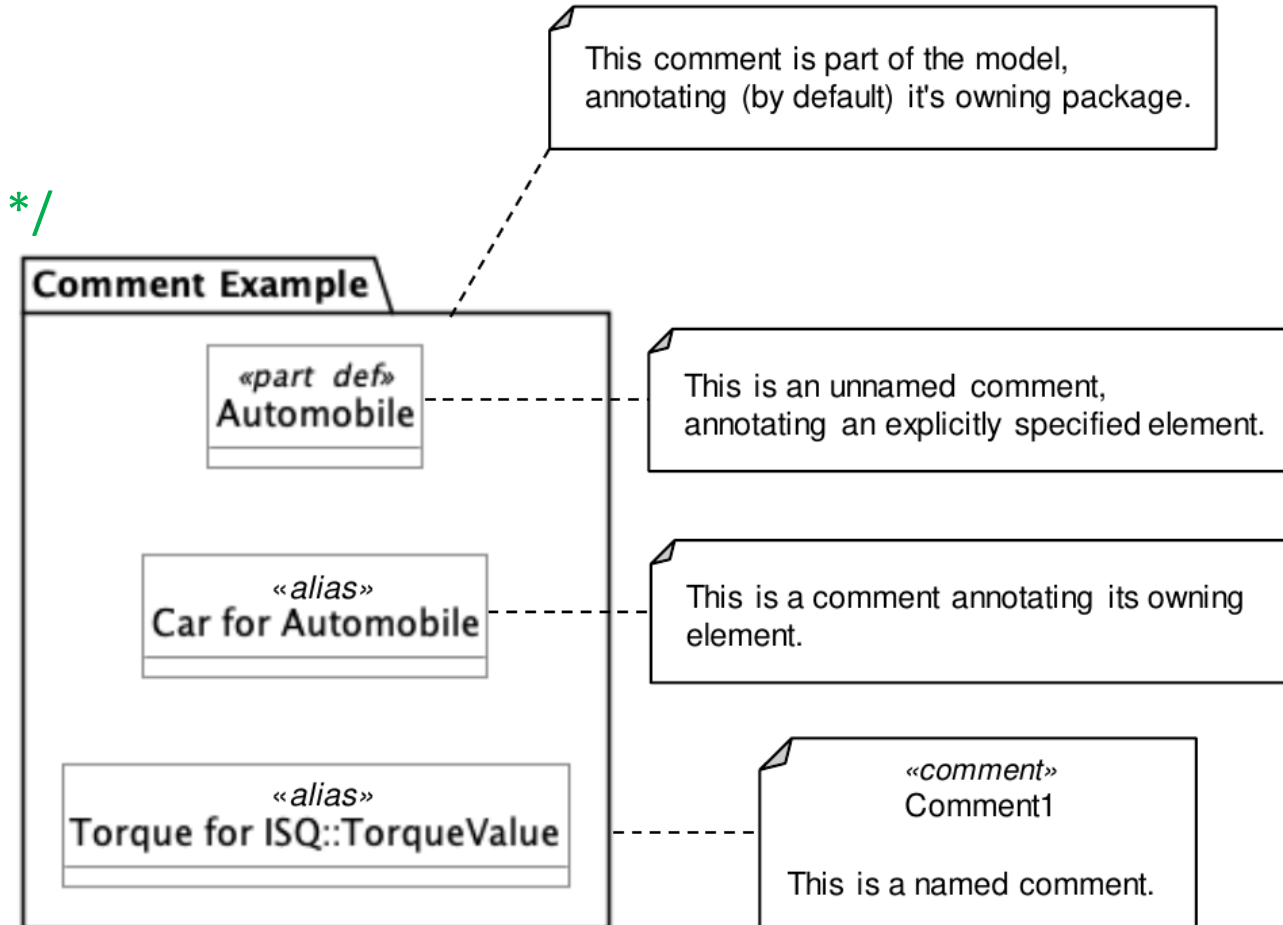 This comment is part of the model,
annotating (by default) it's owning package.
*/
Comment Example
«part def»
Automobile
This is an unnamed comment,
annotating an explicitly specified element.
«alias»
Car for Automobile
This is a comment annotating its owning
element.
«alias»
Torque for ISQ::TorqueValue
«comment»
Comment1
This is a named comment.